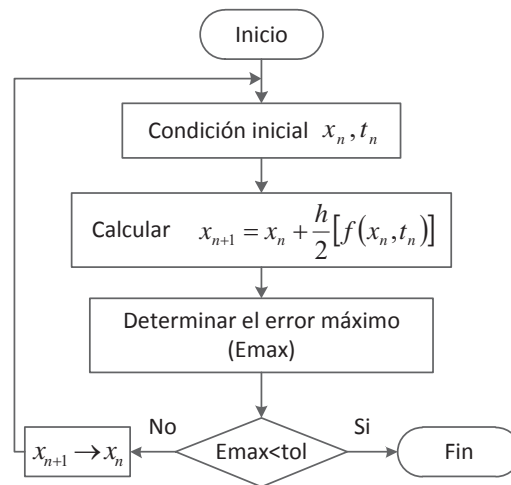 Inicio
Condición inicial x_n, t_n
Calcular x_{n+1} = x_n + \frac{h}{2}[f(x_n, t_n)]
Determinar el error máximo
(Emax)
No
Si
x_{n+1} → x_n
Emax<tol
Fin